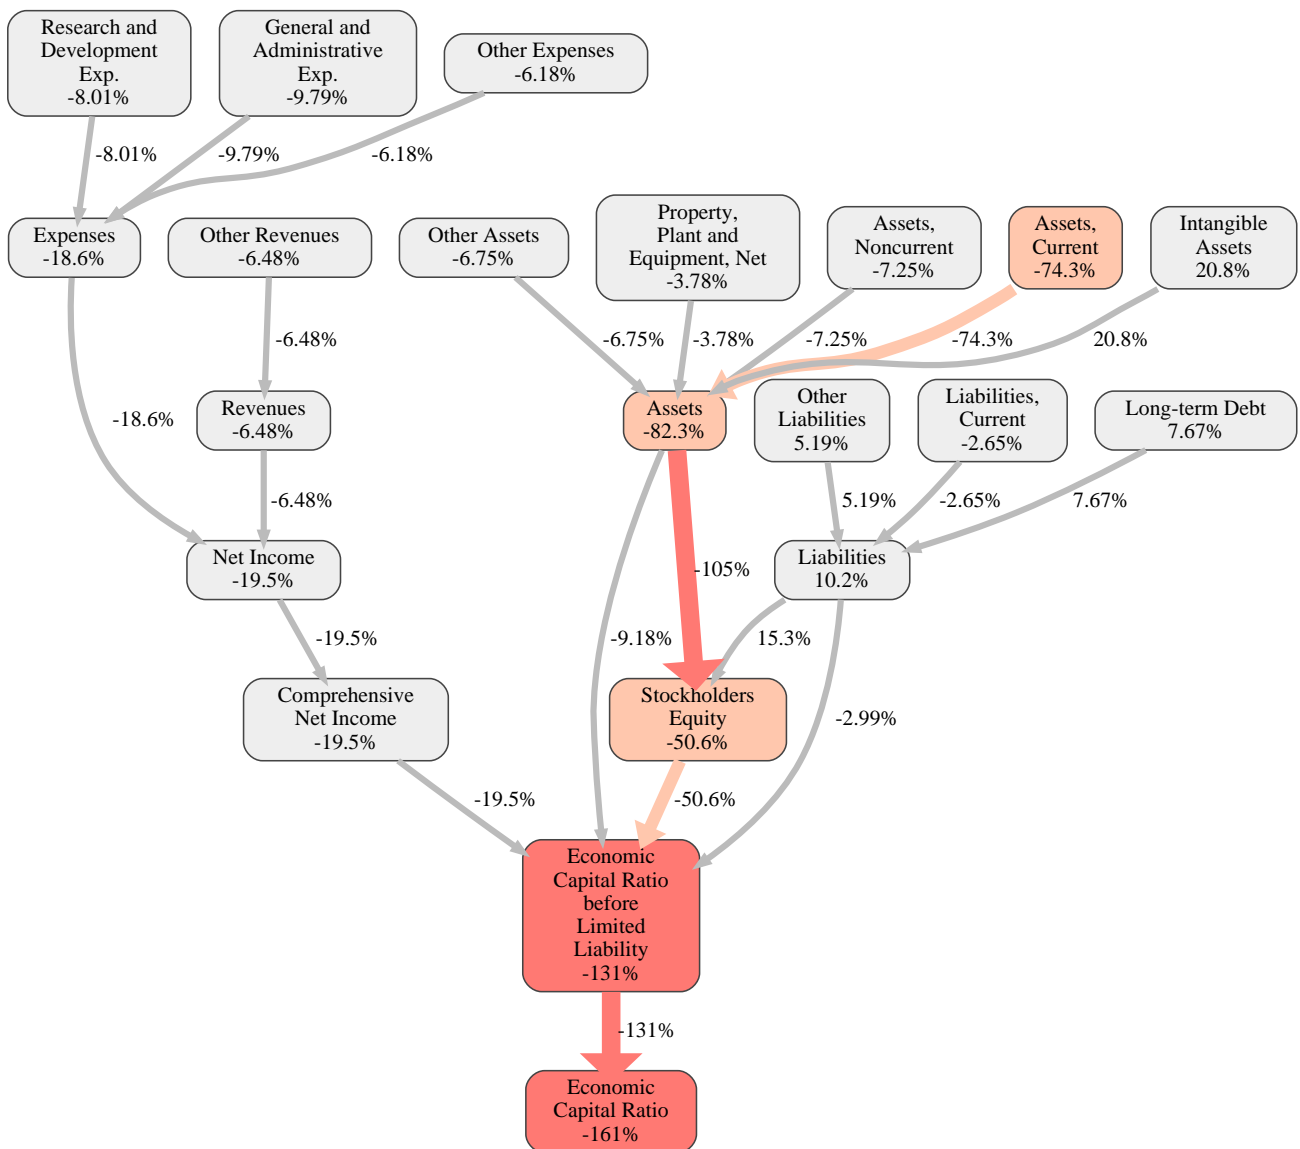 Research and
Development
Exp.
-8.01%
General and
Administrative
Exp.
-9.79%
Other Expenses
-6.18%
-8.01%
-9.79%
-6.18%
Expenses
-18.6%
Other Revenues
-6.48%
Other Assets
-6.75%
Property,
Plant and
Equipment, Net
-3.78%
Assets,
Noncurrent
-7.25%
Assets,
Current
-74.3%
Intangible
Assets
20.8%
-6.48%
-6.75%
-3.78%
-7.25%
-74.3%
20.8%
-18.6%
Revenues
-6.48%
Assets
-82.3%
Other
Liabilities
5.19%
Liabilities,
Current
-2.65%
Long-term Debt
7.67%
-6.48%
5.19%
-2.65%
7.67%
Net Income
-19.5%
-105%
Liabilities
10.2%
-19.5%
-9.18%
15.3%
Comprehensive
Net Income
-19.5%
Stockholders
Equity
-50.6%
-2.99%
-19.5%
-50.6%
Economic
Capital Ratio
before
Limited
Liability
-131%
-131%
Economic
Capital Ratio
-161%